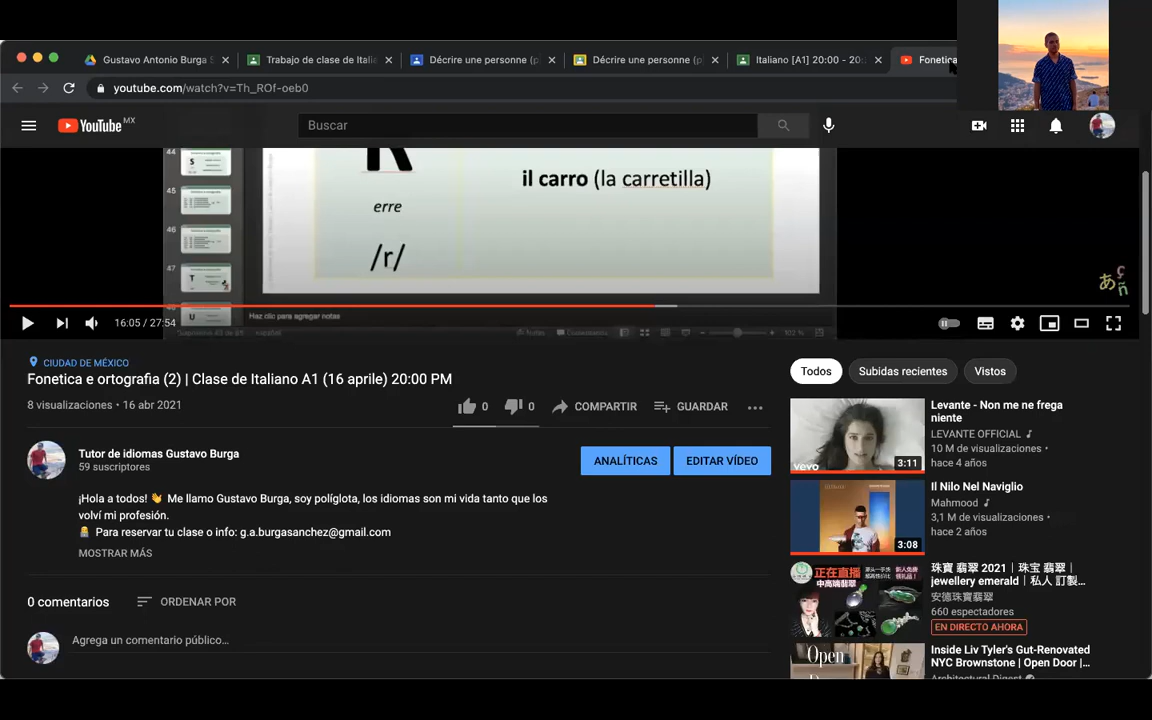 Gustavo Antonio Burga S
Trabajo de clase de Itali
Décrire une personne (p
Décrire une personne (p
Italiano [A1] 20:00 - 20:
Fonetica
youtube.com/watch?v=Th_ROf-oeb0
YouTube MX
Buscar
44
S
45
46
47
T
U
R
erre
/r/
il carro (la carretilla)
あ ç ñ
Haz clic para agregar notas
16:05 / 27:54
CIUDAD DE MÉXICO
Fonetica e ortografia (2) | Clase de Italiano A1 (16 aprile) 20:00 PM
8 visualizaciones • 16 abr 2021
0
0
COMPARTIR
GUARDAR
Tutor de idiomas Gustavo Burga
59 suscriptores
ANALÍTICAS
EDITAR VÍDEO
¡Hola a todos! 👋 Me llamo Gustavo Burga, soy políglota, los idiomas son mi vida tanto que los
volví mi profesión.
Para reservar tu clase o info: g.a.burgasanchez@gmail.com
MOSTRAR MÁS
0 comentarios
ORDENAR POR
Agrega un comentario público...
Todos
Subidas recientes
Vistos
vevo
3:11
Levante - Non me ne frega
niente
LEVANTE OFFICIAL
10 M de visualizaciones •
hace 4 años
3:08
Il Nilo Nel Naviglio
Mahmood
3,1 M de visualizaciones •
hace 2 años
正在直播
珠寶 翡翠 2021｜珠宝 翡翠｜
jewellery emerald｜私人 訂製...
安德珠寶翡翠
660 espectadores
EN DIRECTO AHORA
Open
Inside Liv Tyler's Gut-Renovated
NYC Brownstone | Open Door |...
Architectural Digest